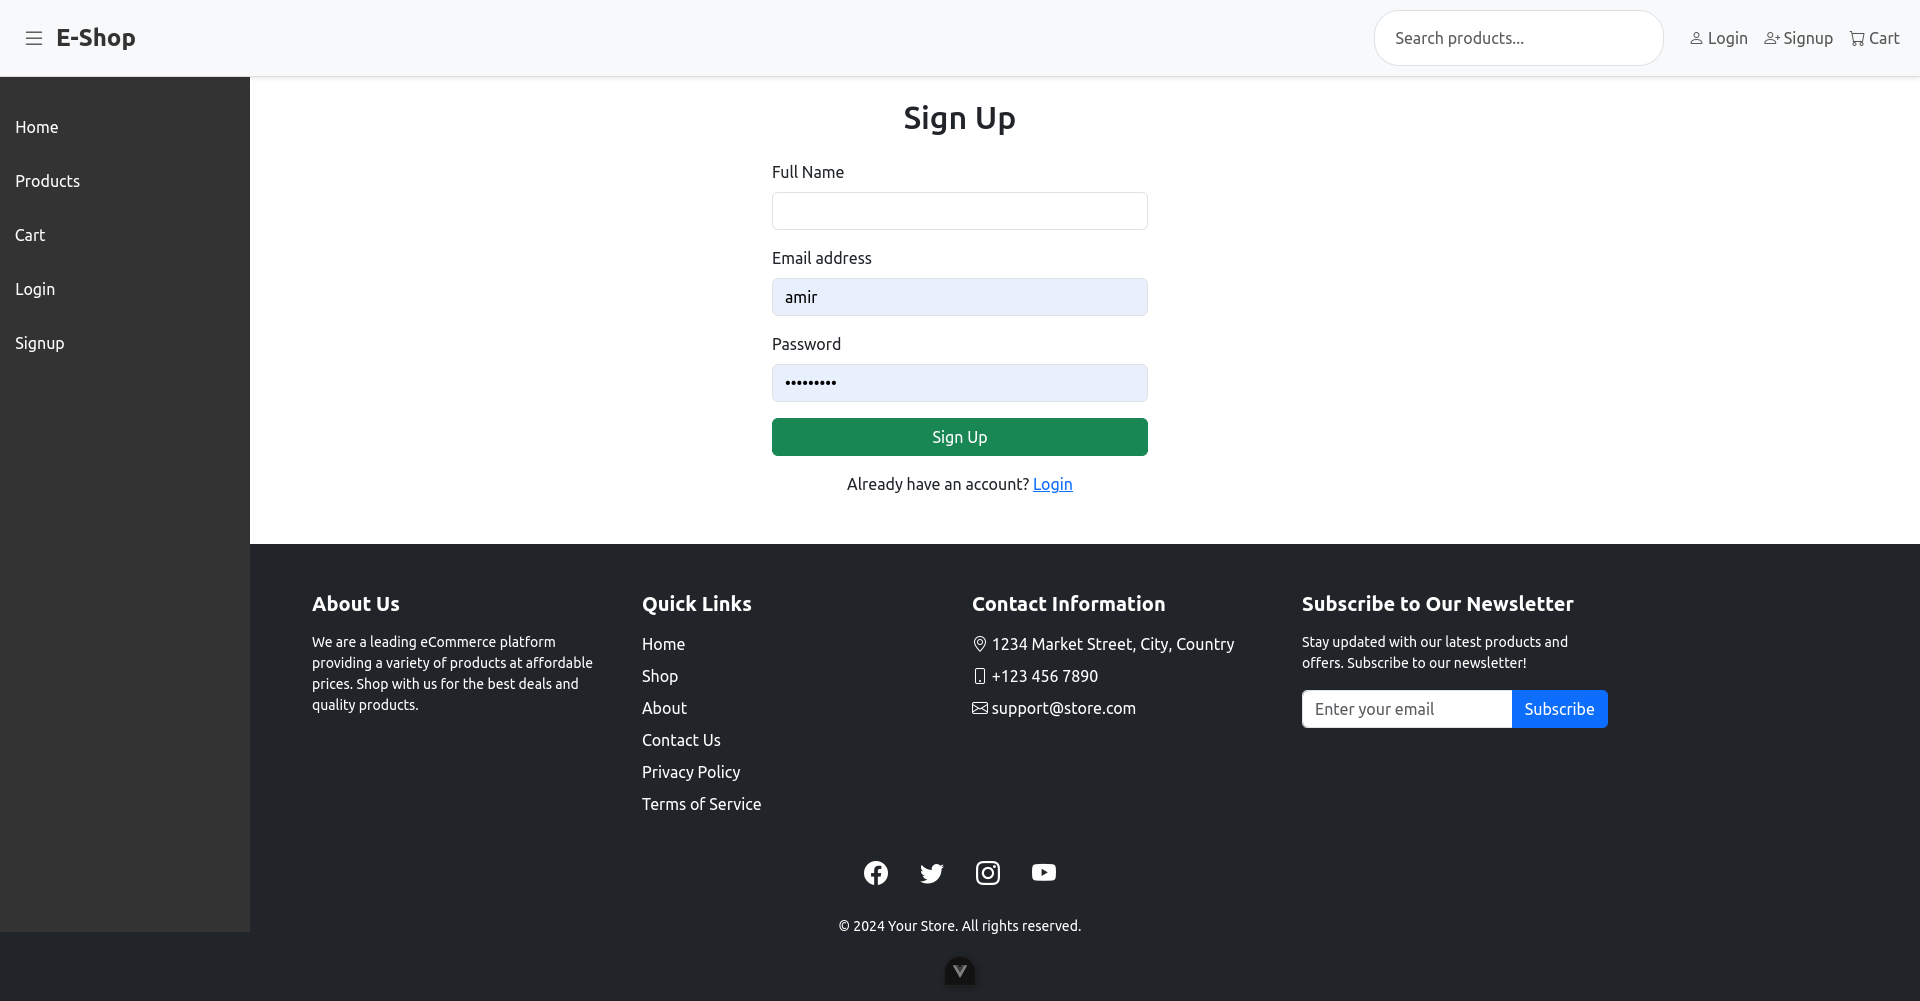 E-Shop
Search products...
Login
Signup
Cart
Home
Products
Cart
Login
Signup
Sign Up
Full Name
Email address
amir
Password
•••••••••
Sign Up
Already have an account? Login
About Us
We are a leading eCommerce platform
providing a variety of products at affordable
prices. Shop with us for the best deals and
quality products.
Quick Links
Home
Shop
About
Contact Us
Privacy Policy
Terms of Service
Contact Information
1234 Market Street, City, Country
+123 456 7890
support@store.com
Subscribe to Our Newsletter
Stay updated with our latest products and
offers. Subscribe to our newsletter!
Enter your email
Subscribe
© 2024 Your Store. All rights reserved.